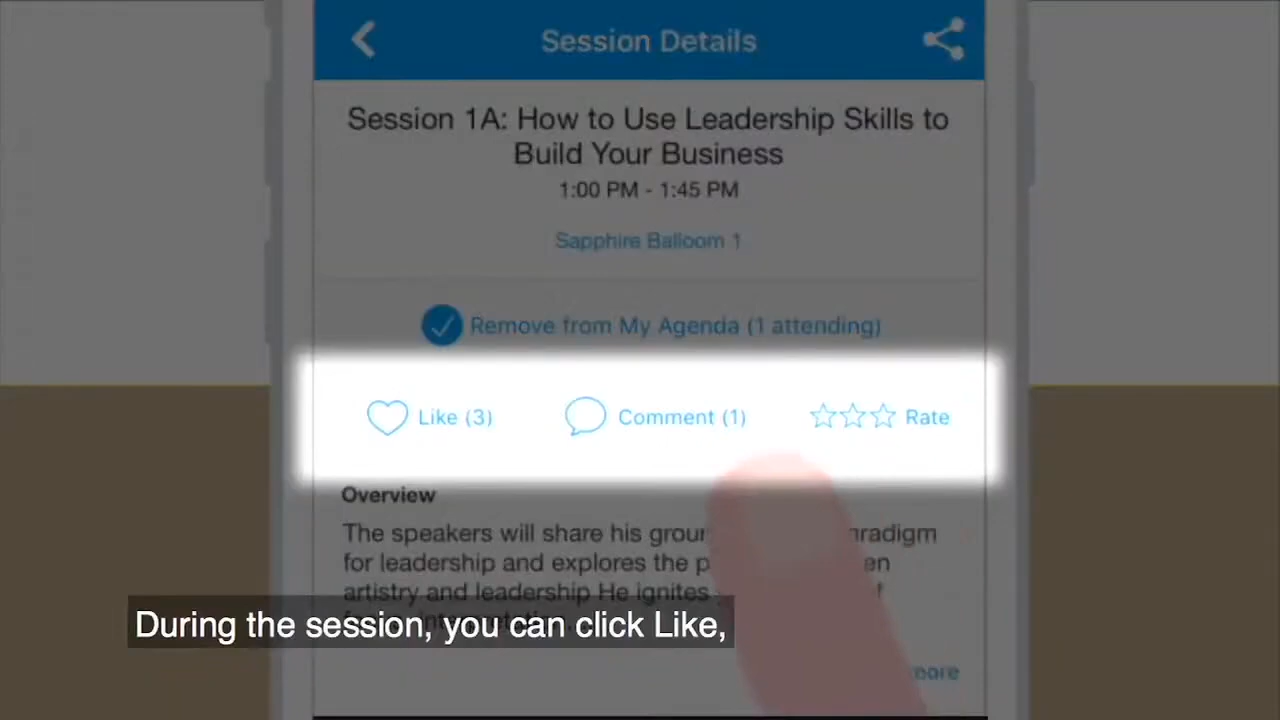 Session Details
Session 1A: How to Use Leadership Skills to
Build Your Business
1:00 PM - 1:45 PM
Sapphire Balloom 1
Remove from My Agenda (1 attending)
Like (3) Comment (1) Rate
Overview
The speakers will share his
for leadership and explores the
artistry and leadership He ignites
During the session, you can click Like,